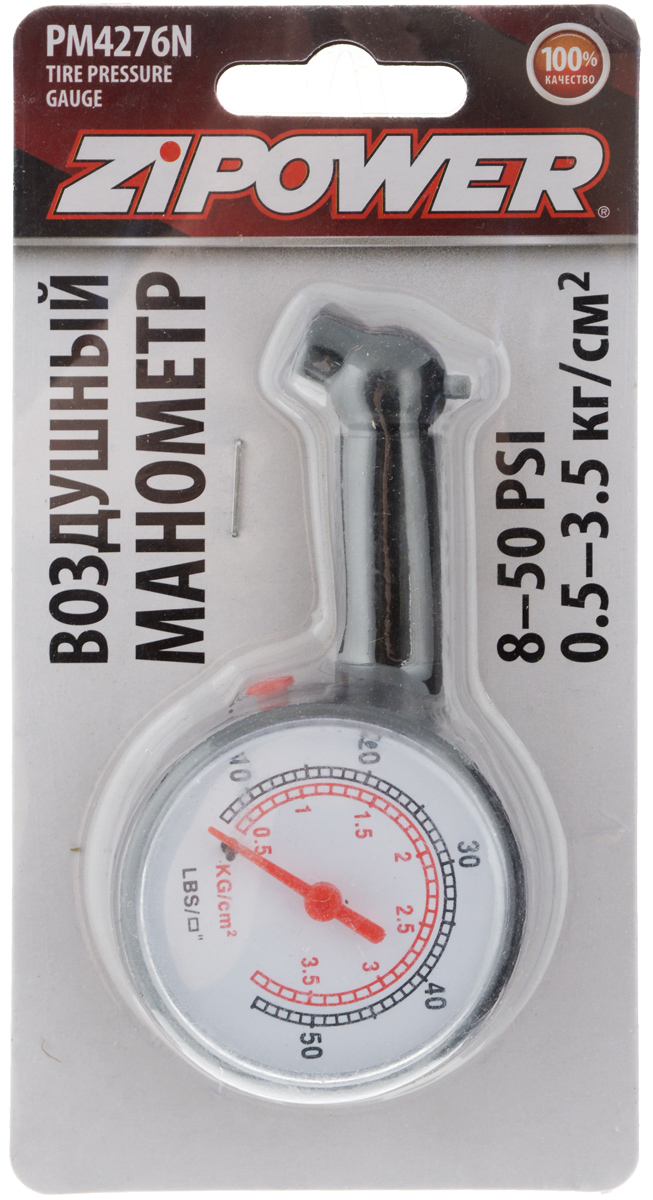 PM4276N
TIRE PRESSURE
GAUGE
100%
КАЧЕСТВО
ZiPOWER®
ВОЗДУШНЫЙ
МАНОМЕТР
8–50 PSI
0.5–3.5 кг/см²
10
20
30
40
50
0.5
1
1.5
2
2.5
3
3.5
KG/cm²
LBS/□"